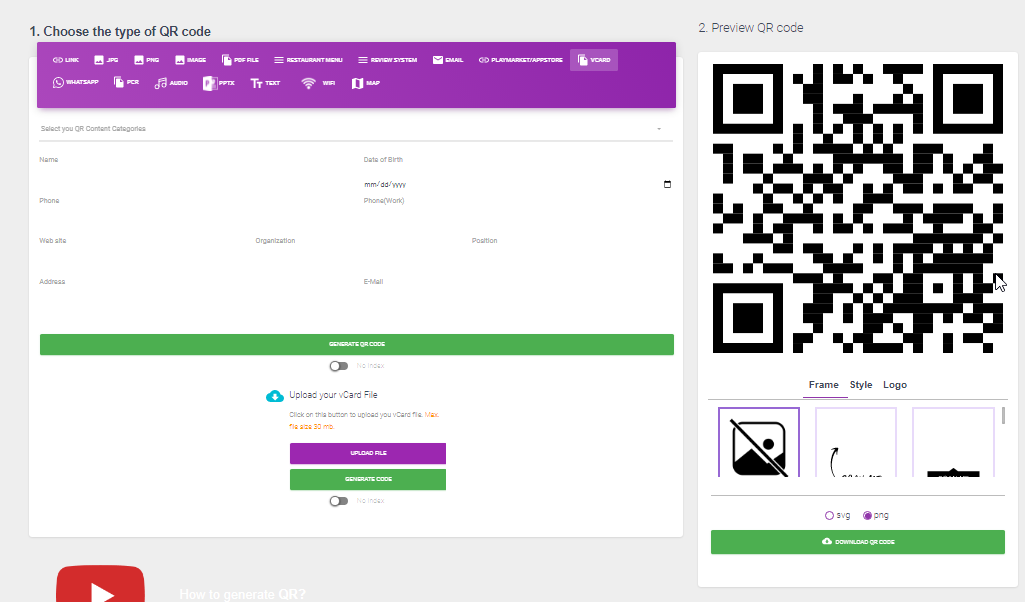 1. Choose the type of QR code
2. Preview QR code
LINK JPG PNG IMAGE PDF FILE RESTAURANT MENU REVIEW SYSTEM EMAIL PLAYMARKET/APPSTORE VCARD
WHATSAPP PCR AUDIO PPTX TEXT WIFI MAP
Select you QR Content Categories
Name Date of Birth
mm/dd/yyyy
Phone Phone(Work)
Web site Organization Position
Address E-Mail
GENERATE QR CODE
No Index
Upload your vCard File
Click on this button to upload you vCard file. Max.
file size 30 mb.
UPLOAD FILE
GENERATE CODE
No Index
Frame Style Logo
svg png
DOWNLOAD QR CODE
How to generate QR?